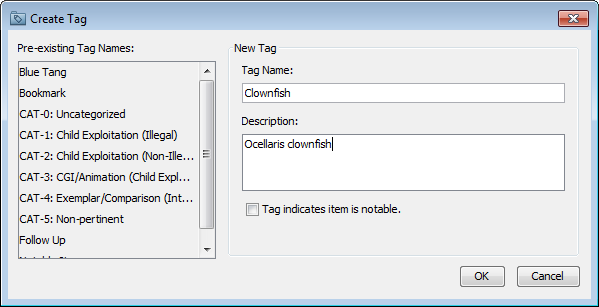 Create Tag
Pre-existing Tag Names:
Blue Tang
Bookmark
CAT-0: Uncategorized
CAT-1: Child Exploitation (Illegal)
CAT-2: Child Exploitation (Non-Ille...
CAT-3: CGI/Animation (Child Expl...
CAT-4: Exemplar/Comparison (Int...
CAT-5: Non-pertinent
Follow Up
New Tag
Tag Name:
Clownfish
Description:
Ocellaris clownfish
Tag indicates item is notable.
OK
Cancel